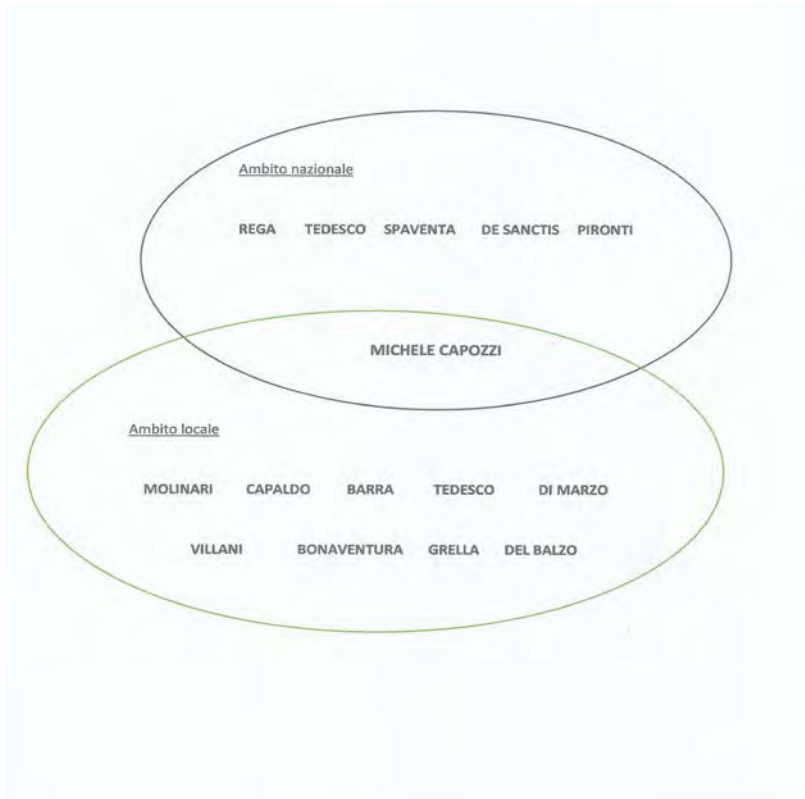 Ambito nazionale
REGA TEDESCO SPAVENTA DE SANCTIS PIRONTI
MICHELE CAPOZZI
Ambito locale
MOLINARI CAPALDO BARRA TEDESCO DI MARZO
VILLANI BONAVENTURA GRELLA DEL BALZO